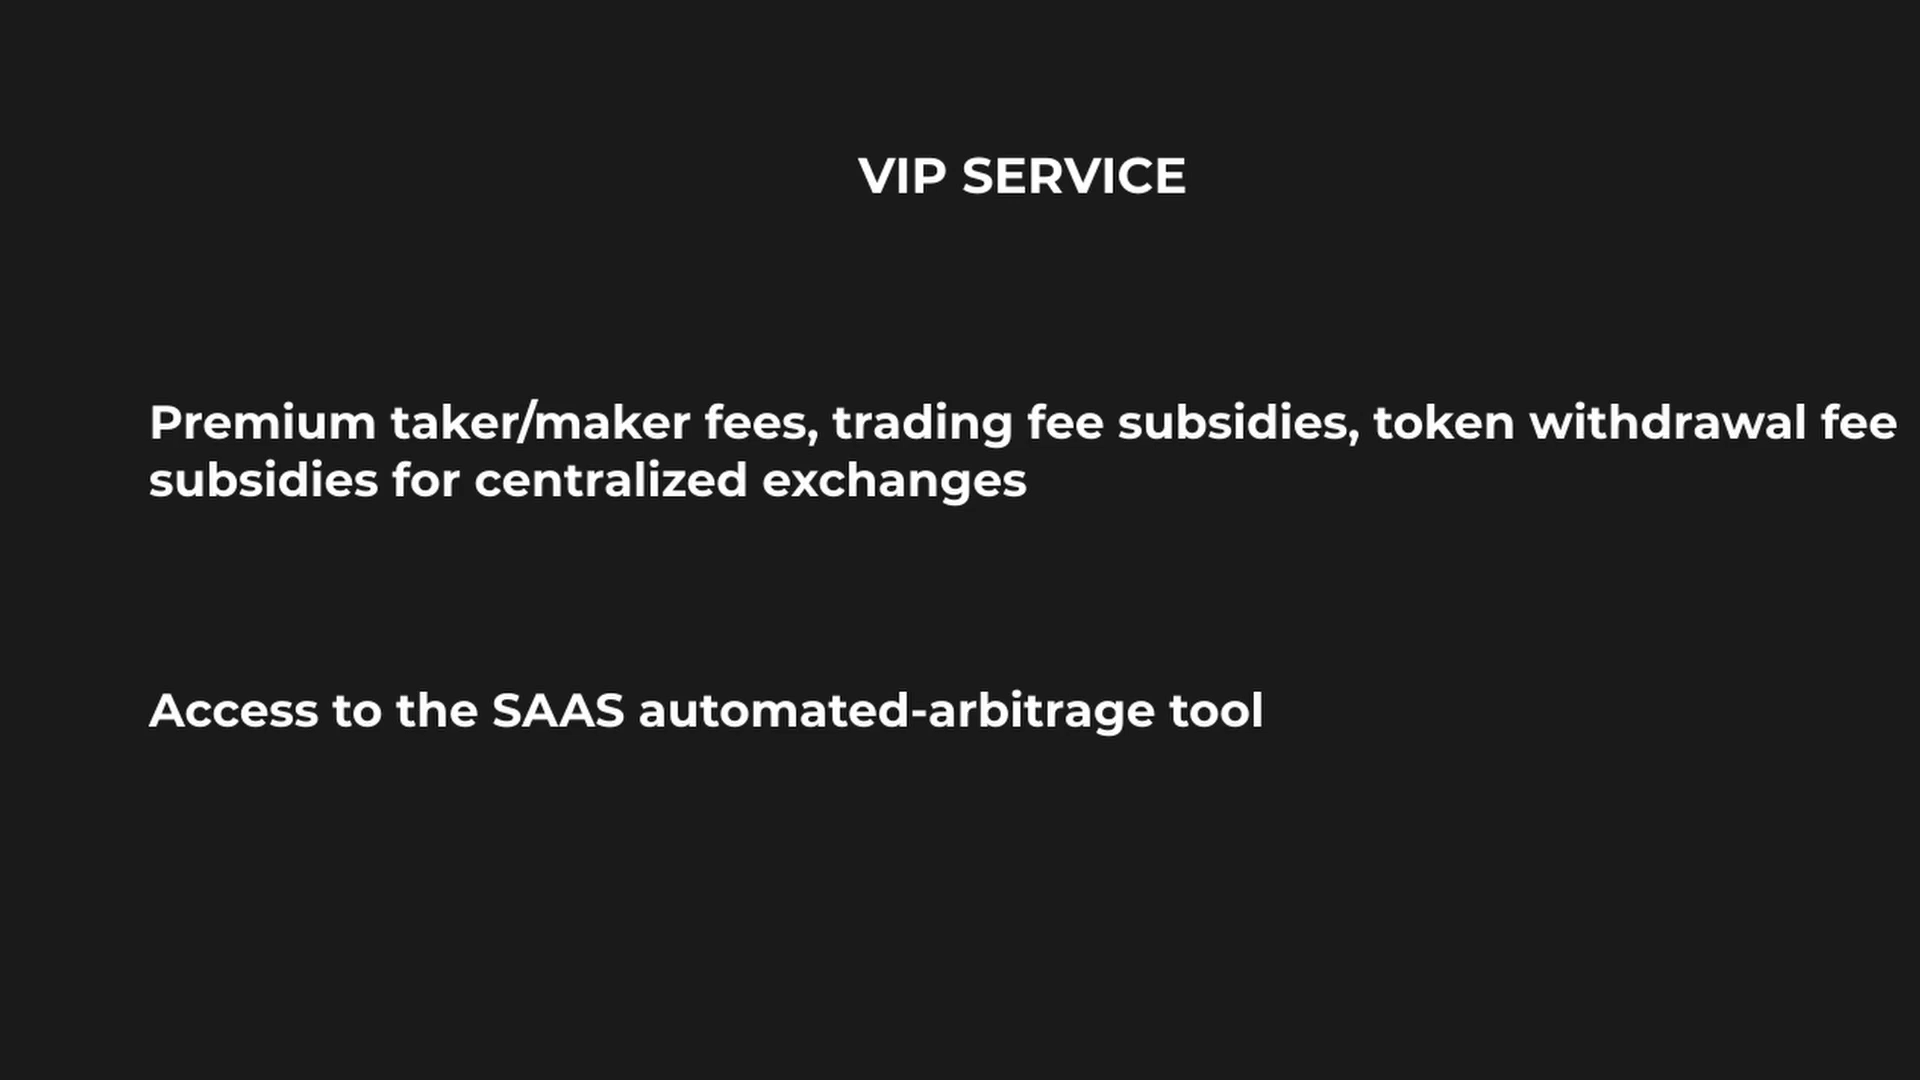 VIP SERVICE
Premium taker/maker fees, trading fee subsidies, token withdrawal fee
subsidies for centralized exchanges
Access to the SAAS automated-arbitrage tool